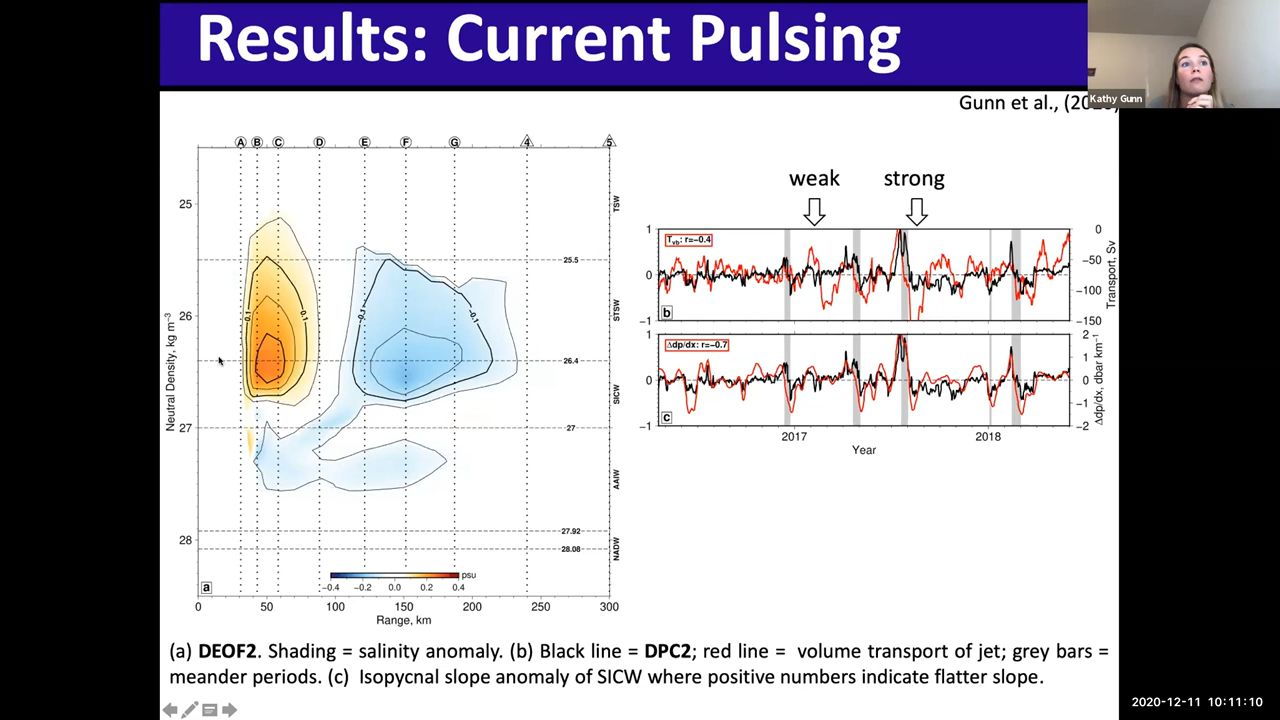 Results: Current Pulsing
Kathy Gunn
Gunn et al., (20
A B C D E F G 4 5
25
26
27
28
Neutral Density, kg m⁻³
0.1
0.1
−0.1
−0.1
25.5
26.4
27
27.92
28.08
TSW
STSW
SICW
AAIW
NADW
psu
−0.4 −0.2 0.0 0.2 0.4
a
0 50 100 150 200 250 300
Range, km
weak strong
1
0
−1
Tvb: r=−0.4
b
0
−50
−100
−150
Transport, Sv
1
0
−1
Δdp/dx: r=−0.7
c
2
1
0
−1
−2
Δdp/dx, dbar km⁻¹
2017 2018
Year
(a) DEOF2. Shading = salinity anomaly. (b) Black line = DPC2; red line = volume transport of jet; grey bars =
meander periods. (c) Isopycnal slope anomaly of SICW where positive numbers indicate flatter slope.
2020-12-11 10:11:10